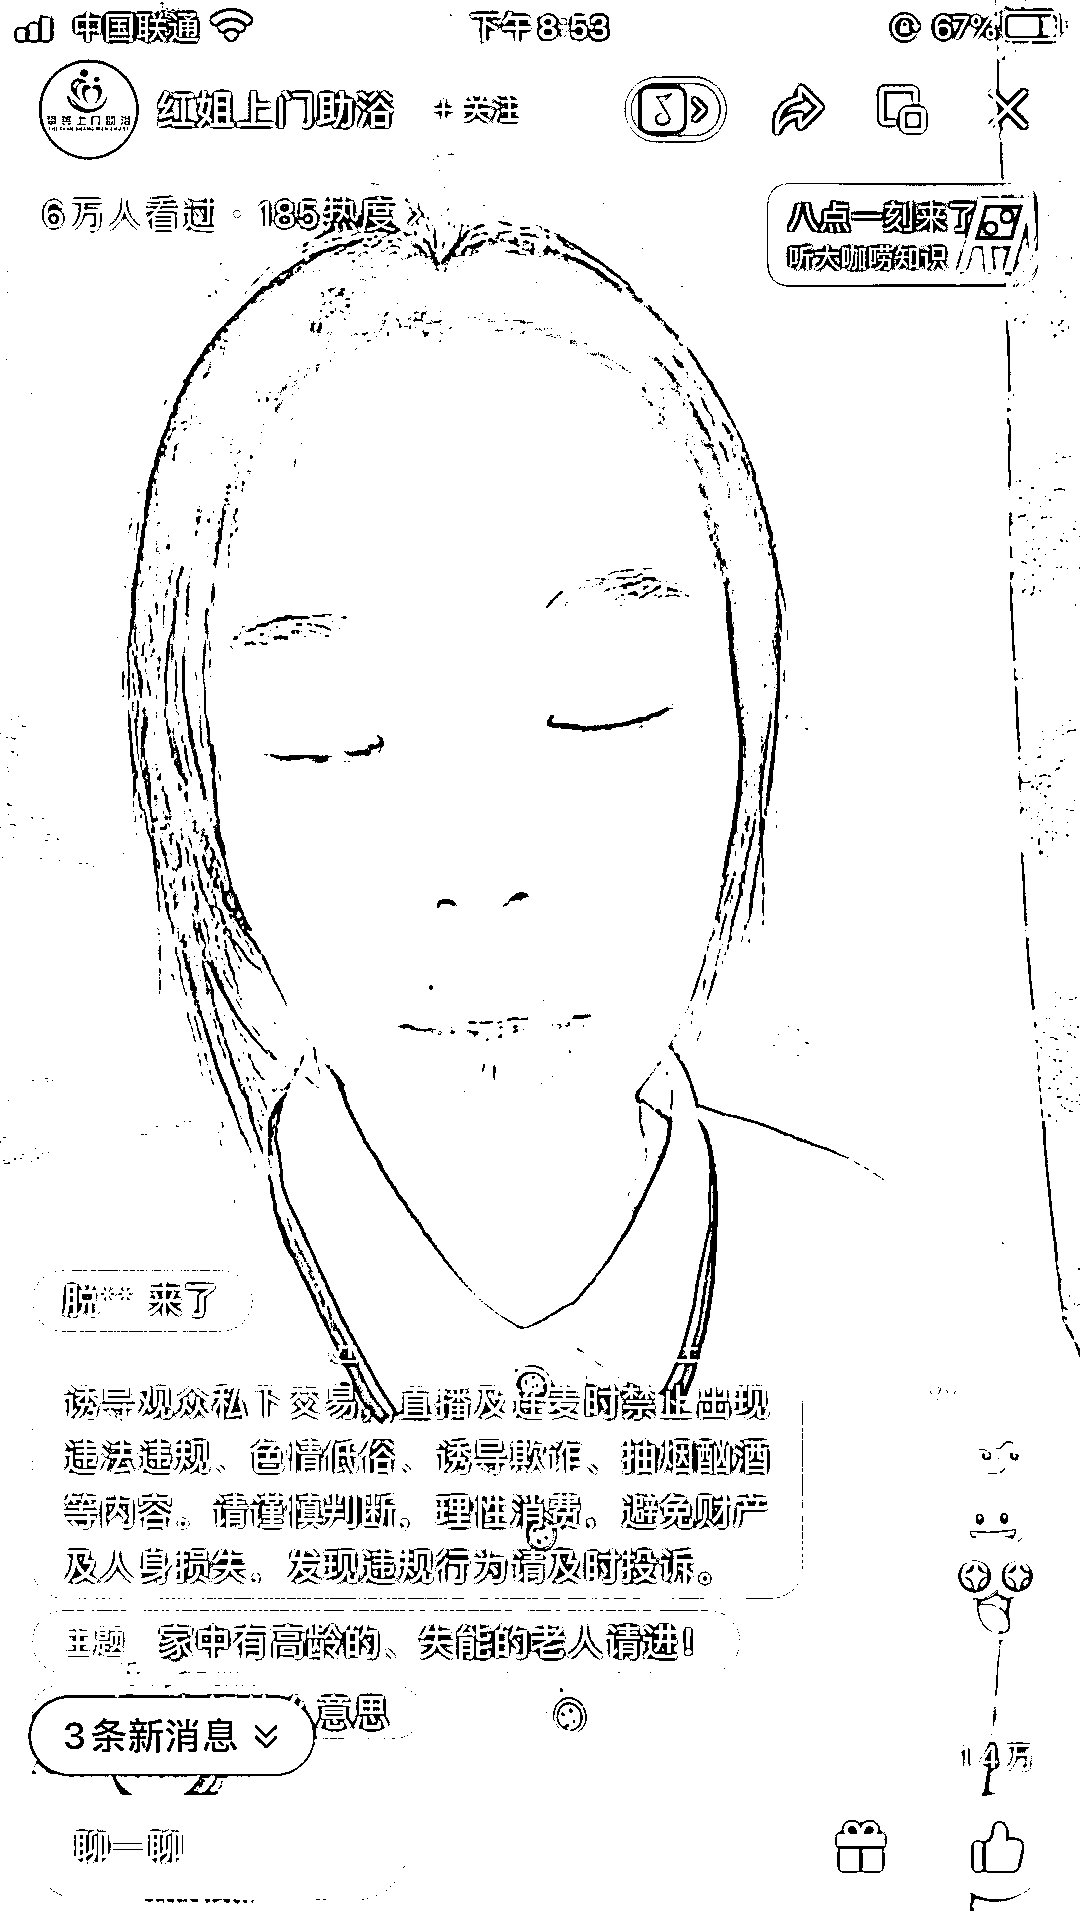 中国联通 下午8:53 67%
红姐上门助浴 + 关注
6万人看过 · 185热度 >
八点一刻来了
听大咖唠知识
脱** 来了
诱导观众私下交易。直播及连麦时禁止出现
违法违规、色情低俗、诱导欺诈、抽烟酗酒
等内容。请谨慎判断，理性消费，避免财产
及人身损失。发现违规行为请及时投诉。
主题 家中有高龄的、失能的老人请进!
意思
3条新消息
1.4万
聊一聊